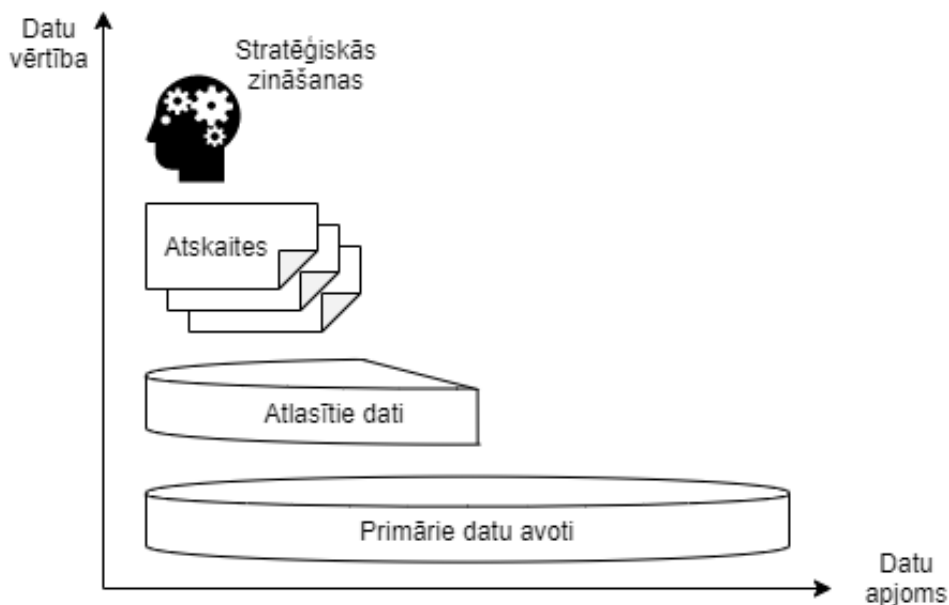 Datu
vērtība
Stratēģiskās
zināšanas
Atskaites
Atlasītie dati
Primārie datu avoti
Datu
apjoms